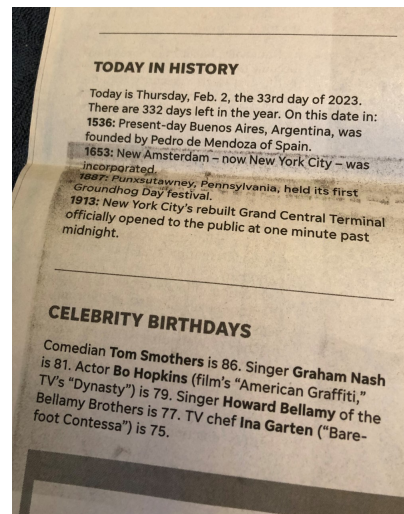 TODAY IN HISTORY
Today is Thursday, Feb. 2, the 33rd day of 2023.
There are 332 days left in the year. On this date in:
1536: Present-day Buenos Aires, Argentina, was
founded by Pedro de Mendoza of Spain.
1653: New Amsterdam – now New York City – was
incorporated.
1887: Punxsutawney, Pennsylvania, held its first
Groundhog Day festival.
1913: New York City's rebuilt Grand Central Terminal
officially opened to the public at one minute past
midnight.
CELEBRITY BIRTHDAYS
Comedian Tom Smothers is 86. Singer Graham Nash
is 81. Actor Bo Hopkins (film's “American Graffiti,”
TV's “Dynasty”) is 79. Singer Howard Bellamy of the
Bellamy Brothers is 77. TV chef Ina Garten (“Bare-
foot Contessa”) is 75.